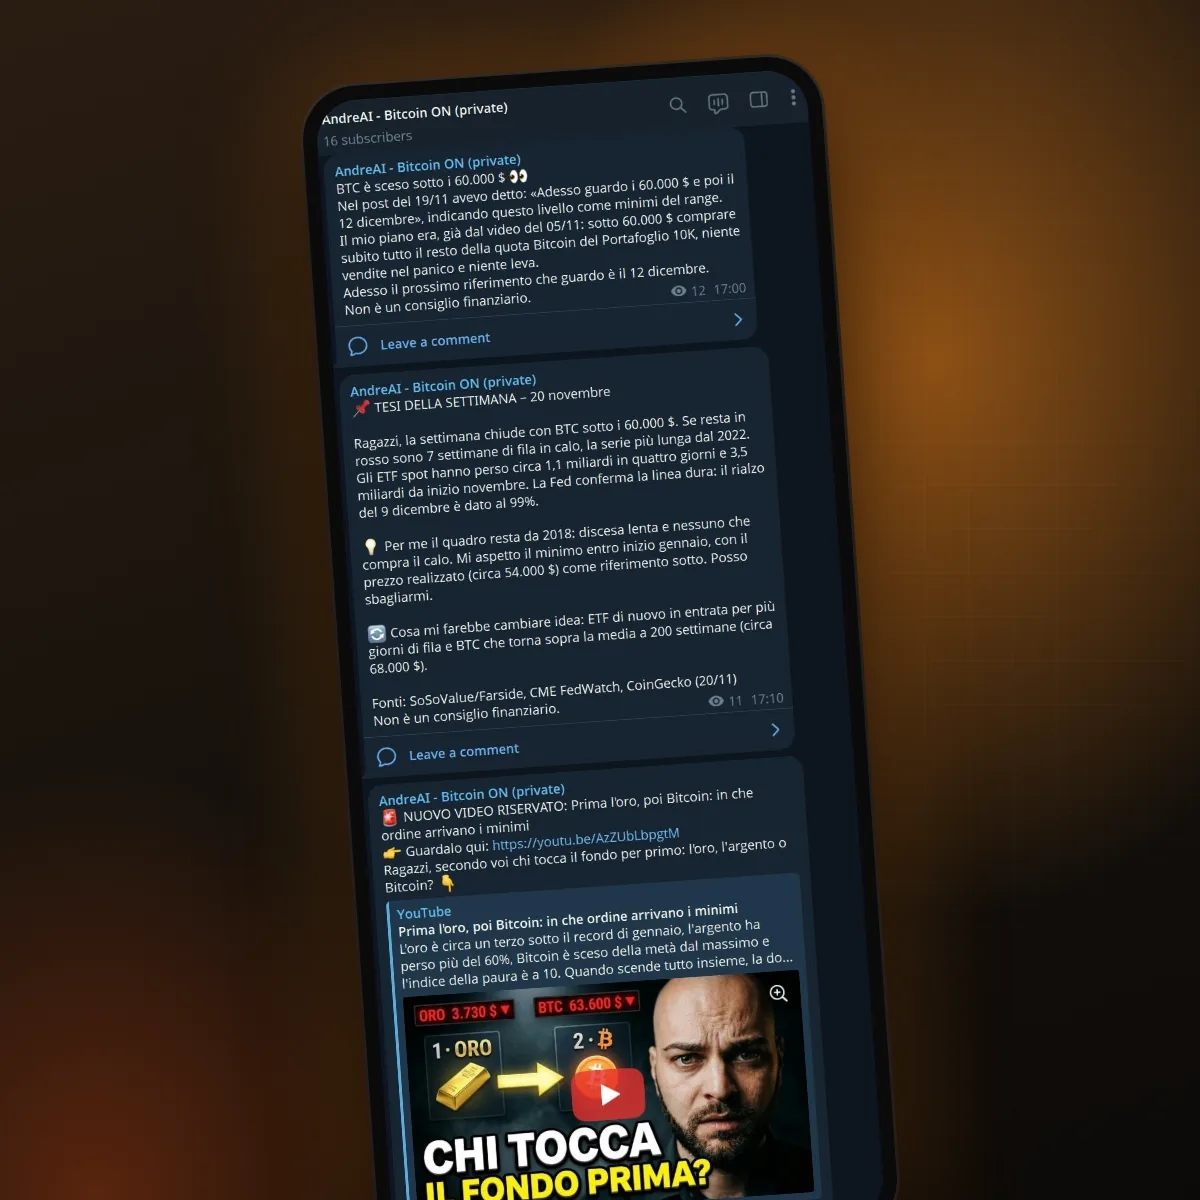 AndreAI - Bitcoin ON (private)
16 subscribers
AndreAI - Bitcoin ON (private)
BTC è sceso sotto i 60.000 $ 👀
Nel post del 19/11 avevo detto: «Adesso guardo i 60.000 $ e poi il
12 dicembre», indicando questo livello come minimi del range.
Il mio piano era, già dal video del 05/11: sotto 60.000 $ comprare
subito tutto il resto della quota Bitcoin del Portafoglio 10K, niente
vendite nel panico e niente leva.
Adesso il prossimo riferimento che guardo è il 12 dicembre.
Non è un consiglio finanziario.
12 17:00
Leave a comment
AndreAI - Bitcoin ON (private)
📌 TESI DELLA SETTIMANA – 20 novembre
Ragazzi, la settimana chiude con BTC sotto i 60.000 $. Se resta in
rosso sono 7 settimane di fila in calo, la serie più lunga dal 2022.
Gli ETF spot hanno perso circa 1,1 miliardi in quattro giorni e 3,5
miliardi da inizio novembre. La Fed conferma la linea dura: il rialzo
del 9 dicembre è dato al 99%.
💡 Per me il quadro resta da 2018: discesa lenta e nessuno che
compra il calo. Mi aspetto il minimo entro inizio gennaio, con il
prezzo realizzato (circa 54.000 $) come riferimento sotto. Posso
sbagliarmi.
🔄 Cosa mi farebbe cambiare idea: ETF di nuovo in entrata per più
giorni di fila e BTC che torna sopra la media a 200 settimane (circa
68.000 $).
Fonti: SoSoValue/Farside, CME FedWatch, CoinGecko (20/11)
Non è un consiglio finanziario.
11 17:10
Leave a comment
AndreAI - Bitcoin ON (private)
🚨 NUOVO VIDEO RISERVATO: Prima l'oro, poi Bitcoin: in che
ordine arrivano i minimi
👉 Guardalo qui: https://youtu.be/AzZUbLbpgtM
Ragazzi, secondo voi chi tocca il fondo per primo: l'oro, l'argento o
Bitcoin? 👇
YouTube
Prima l'oro, poi Bitcoin: in che ordine arrivano i minimi
L'oro è circa un terzo sotto il record di gennaio, l'argento ha
perso più del 60%, Bitcoin è sceso della metà dal massimo e
l'indice della paura è a 10. Quando scende tutto insieme, la do...
ORO 3.730 $ ▼
BTC 63.600 $ ▼
1 · ORO
2 · ₿
CHI TOCCA
IL FONDO PRIMA?